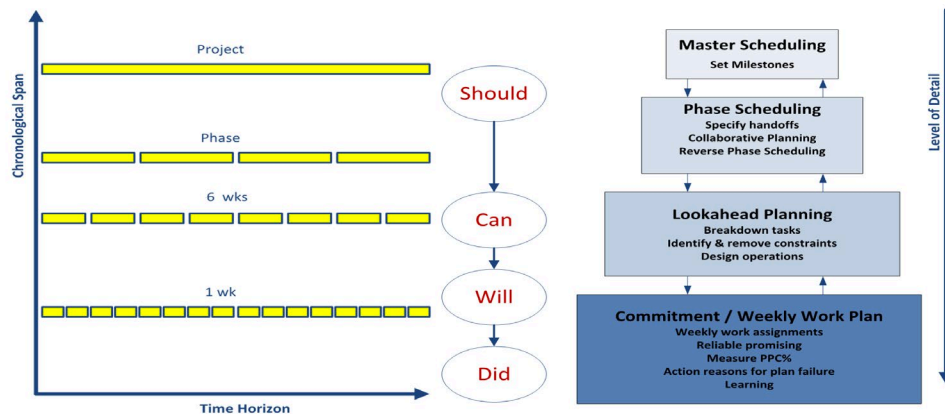 Chronological Span
Project
Phase
6 wks
1 wk
Time Horizon
Should
Can
Will
Did
Master Scheduling
Set Milestones
Phase Scheduling
Specify handoffs
Collaborative Planning
Reverse Phase Scheduling
Lookahead Planning
Breakdown tasks
Identify & remove constraints
Design operations
Commitment / Weekly Work Plan
Weekly work assignments
Reliable promising
Measure PPC%
Action reasons for plan failure
Learning
Level of Detail